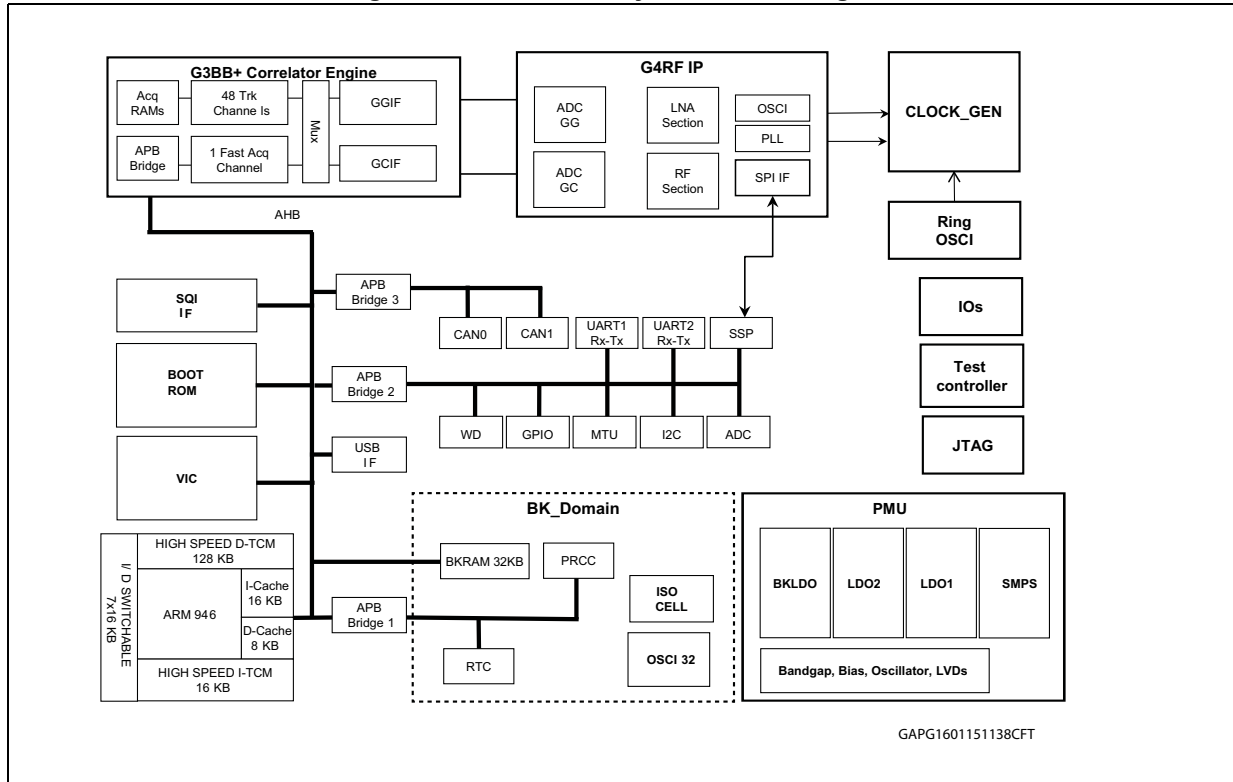 G3BB+ Correlator Engine
Acq
RAMs
48 Trk
Channe ls
Mux
GGIF
APB
Bridge
1 Fast Acq
Channel
GCIF
G4RF IP
ADC
GG
LNA
Section
OSCI
PLL
ADC
GC
RF
Section
SPI IF
CLOCK_GEN
Ring
OSCI
AHB
SQI
IF
APB
Bridge 3
CAN0
CAN1
UART1
Rx-Tx
UART2
Rx-Tx
SSP
IOs
BOOT
ROM
APB
Bridge 2
WD
GPIO
MTU
I2C
ADC
Test
controller
JTAG
VIC
USB
IF
BK_Domain
BKRAM 32KB
PRCC
ISO
CELL
APB
Bridge 1
RTC
OSCI 32
I/ D SWITCHABLE
7x16 KB
HIGH SPEED D-TCM
128 KB
ARM 946
I-Cache
16 KB
D-Cache
8 KB
HIGH SPEED I-TCM
16 KB
PMU
BKLDO
LDO2
LDO1
SMPS
Bandgap, Bias, Oscillator, LVDs
GAPG1601151138CFT